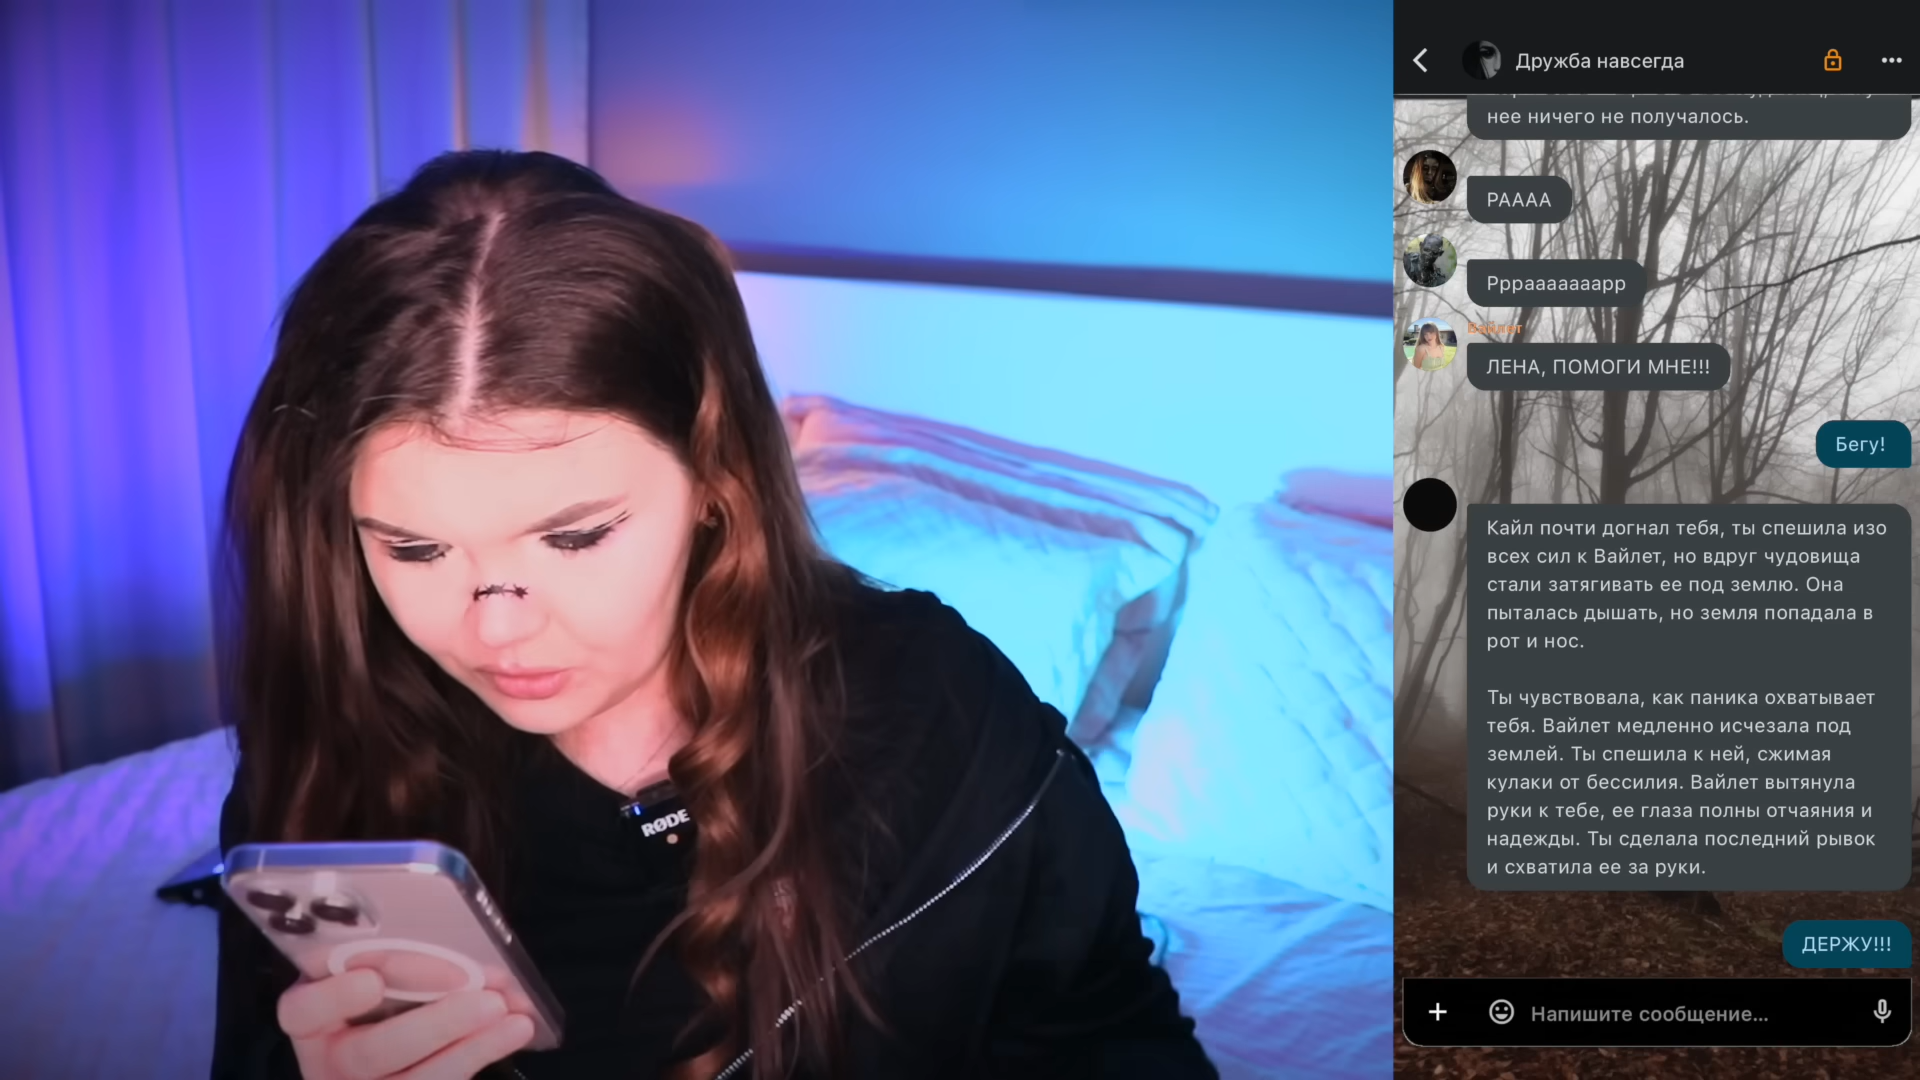 Дружба навсегда
нее ничего не получалось.
РАААА
Рррааааааарр
Вайлет
ЛЕНА, ПОМОГИ МНЕ!!!
Бегу!
Кайл почти догнал тебя, ты спешила изо
всех сил к Вайлет, но вдруг чудовища
стали затягивать ее под землю. Она
пыталась дышать, но земля попадала в
рот и нос.
Ты чувствовала, как паника охватывает
тебя. Вайлет медленно исчезала под
землей. Ты спешила к ней, сжимая
кулаки от бессилия. Вайлет вытянула
руки к тебе, ее глаза полны отчаяния и
надежды. Ты сделала последний рывок
и схватила ее за руки.
ДЕРЖУ!!!
Напишите сообщение...
RØDE